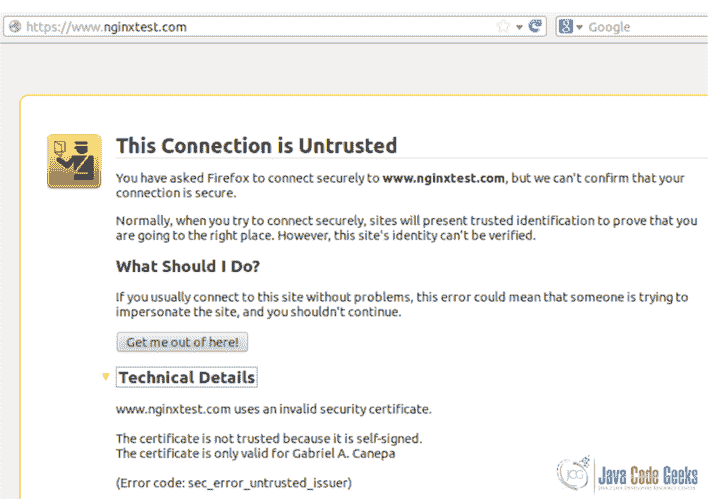 https://www.nginxtest.com
Google
This Connection is Untrusted
You have asked Firefox to connect securely to www.nginxtest.com, but we can't confirm that your
connection is secure.
Normally, when you try to connect securely, sites will present trusted identification to prove that you
are going to the right place. However, this site's identity can't be verified.
What Should I Do?
If you usually connect to this site without problems, this error could mean that someone is trying to
impersonate the site, and you shouldn't continue.
Get me out of here!
Technical Details
www.nginxtest.com uses an invalid security certificate.
The certificate is not trusted because it is self-signed.
The certificate is only valid for Gabriel A. Canepa
(Error code: sec_error_untrusted_issuer)
Java Code Geeks